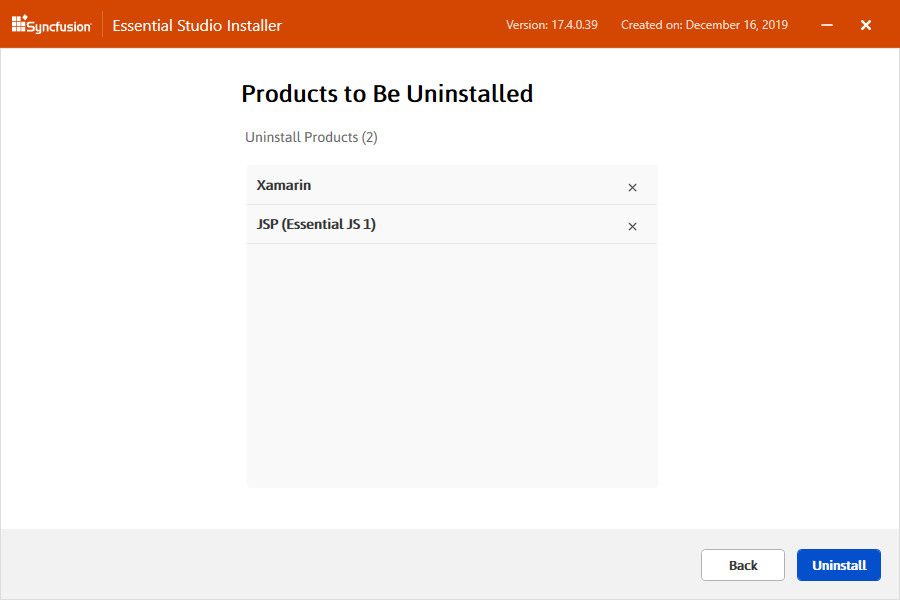 Syncfusion Essential Studio Installer Version: 17.4.0.39 Created on: December 16, 2019
Products to Be Uninstalled
Uninstall Products (2)
Xamarin
JSP (Essential JS 1)
Back Uninstall